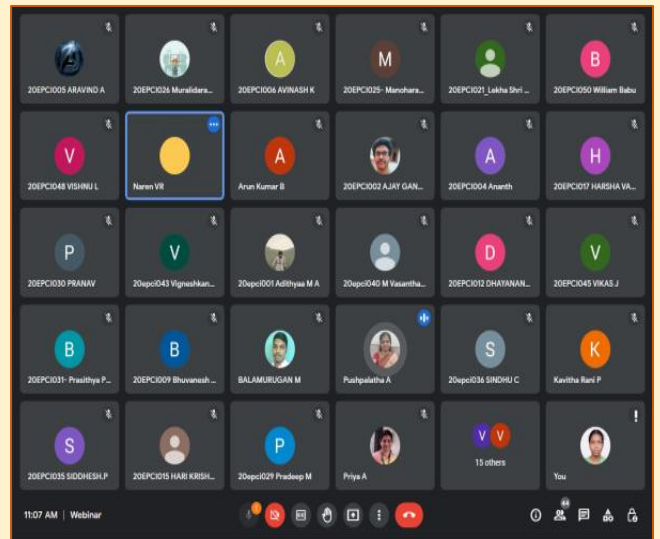 20EPCI005 ARAVIND A
20EPCI026 Muralidara...
A
20EPCI006 AVINASH K
M
20EPCI025- Manohara...
20EPCI021_Lekha Shri ...
B
20EPCI050 William Babu
V
20EPCI048 VISHNU L
Naren VR
A
Arun Kumar B
20EPCI002 AJAY GAN...
A
20EPCI004 Ananth
H
20EPCI017 HARSHA VA...
P
20EPCI030 PRANAV
V
20epci043 Vigneshkan...
20epci001 Adithyaa M A
20epci040 M Vasantha...
D
20EPCI012 DHAYANAN...
V
20EPCI045 VIKAS J
B
20EPCI031- Prasithya P...
B
20EPCI009 Bhuvanesh ...
BALAMURUGAN M
Pushpalatha A
S
20epci036 SINDHU C
K
Kavitha Rani P
S
20EPCI035 SIDDHESH.P
20EPCI015 HARI KRISH...
P
20epci029 Pradeep M
Priya A
V V
15 others
You
11:07 AM | Webinar
44